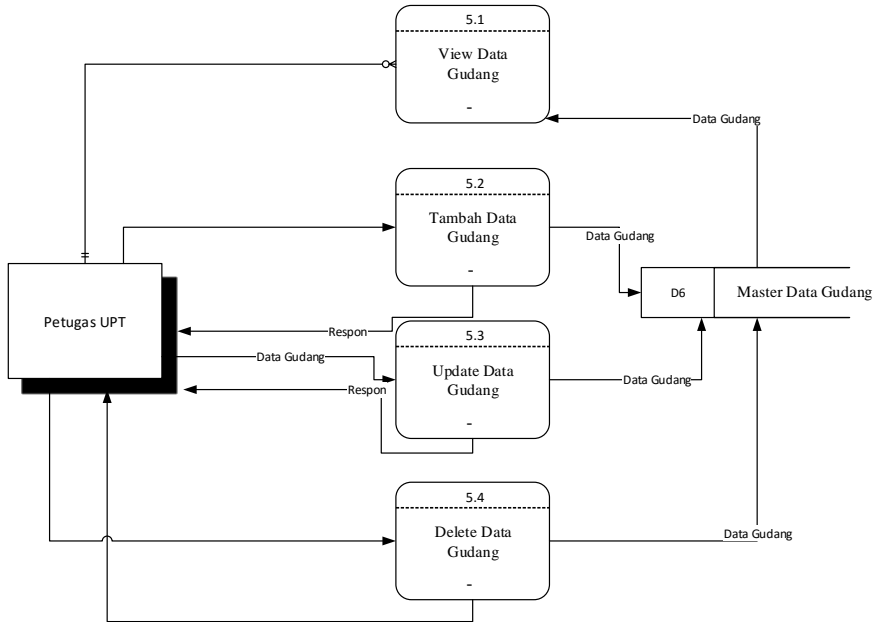 5.1
View Data
Gudang
-
Data Gudang
5.2
Tambah Data
Gudang
-
Data Gudang
D6
Master Data Gudang
Petugas UPT
Respon
5.3
Update Data
Gudang
-
Data Gudang
Respon
Data Gudang
5.4
Delete Data
Gudang
-
Data Gudang